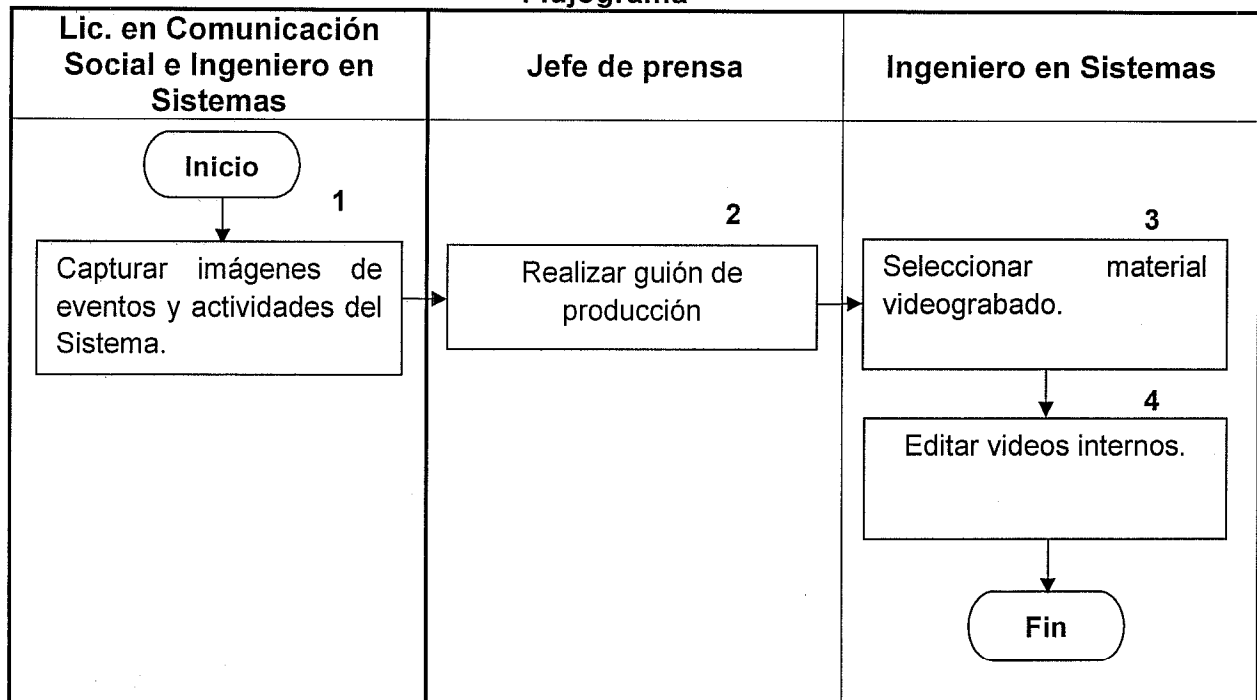 Lic. en Comunicación
Social e Ingeniero en
Sistemas
Jefe de prensa
Ingeniero en Sistemas
Inicio
1
Capturar imágenes de
eventos y actividades del
Sistema.
2
Realizar guión de
producción
3
Seleccionar material
videograbado.
4
Editar videos internos.
Fin